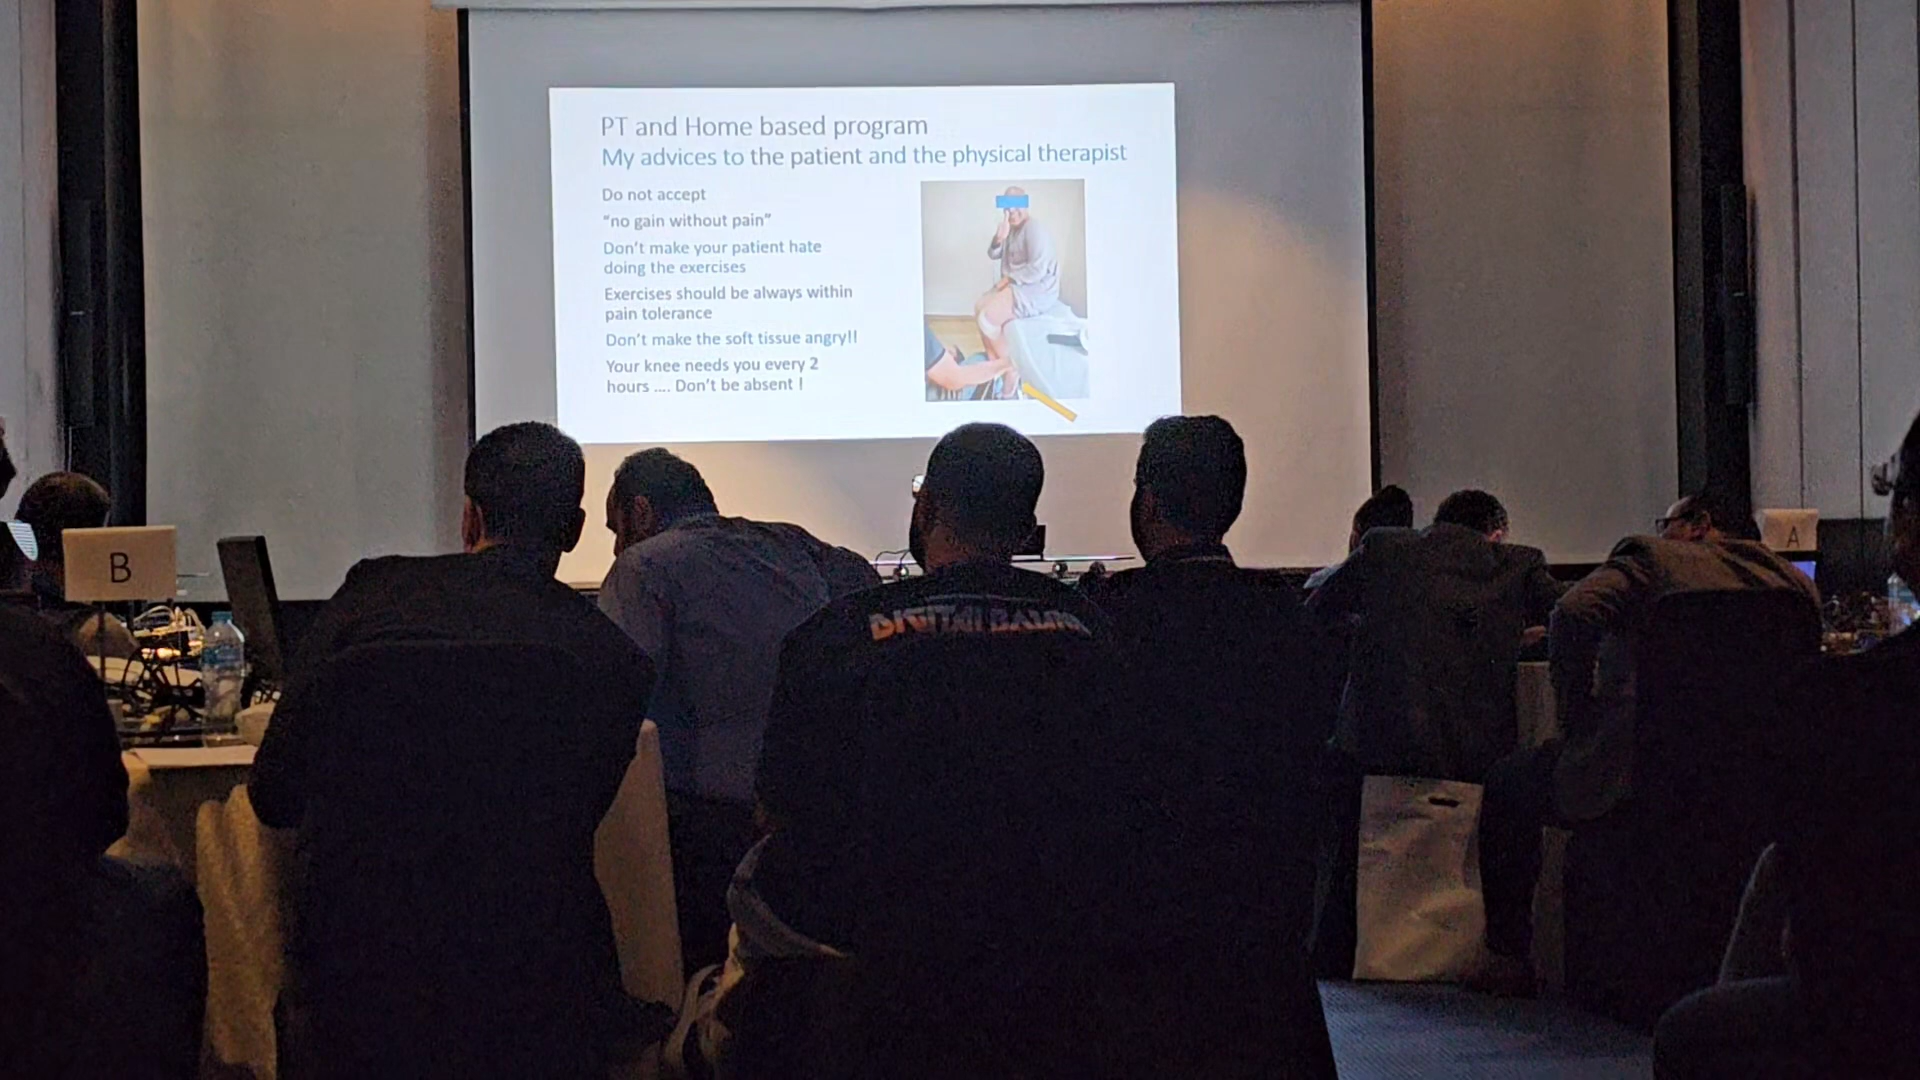 PT and Home based program
My advices to the patient and the physical therapist
Do not accept
"no gain without pain"
Don't make your patient hate
doing the exercises
Exercises should be always within
pain tolerance
Don't make the soft tissue angry!!
Your knee needs you every 2
hours .... Don't be absent !
B
A
DIGITAL